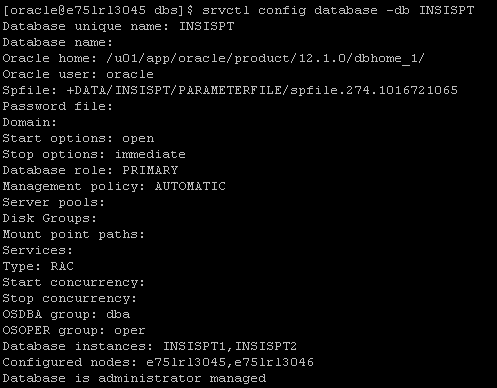 [oracle@e75lrl3045 dbs]$ srvctl config database -db INSISPT
Database unique name: INSISPT
Database name:
Oracle home: /u01/app/oracle/product/12.1.0/dbhome_1/
Oracle user: oracle
Spfile: +DATA/INSISPT/PARAMETERFILE/spfile.274.1016721065
Password file:
Domain:
Start options: open
Stop options: immediate
Database role: PRIMARY
Management policy: AUTOMATIC
Server pools:
Disk Groups:
Mount point paths:
Services:
Type: RAC
Start concurrency:
Stop concurrency:
OSDBA group: dba
OSOPER group: oper
Database instances: INSISPT1,INSISPT2
Configured nodes: e75lrl3045,e75lrl3046
Database is administrator managed